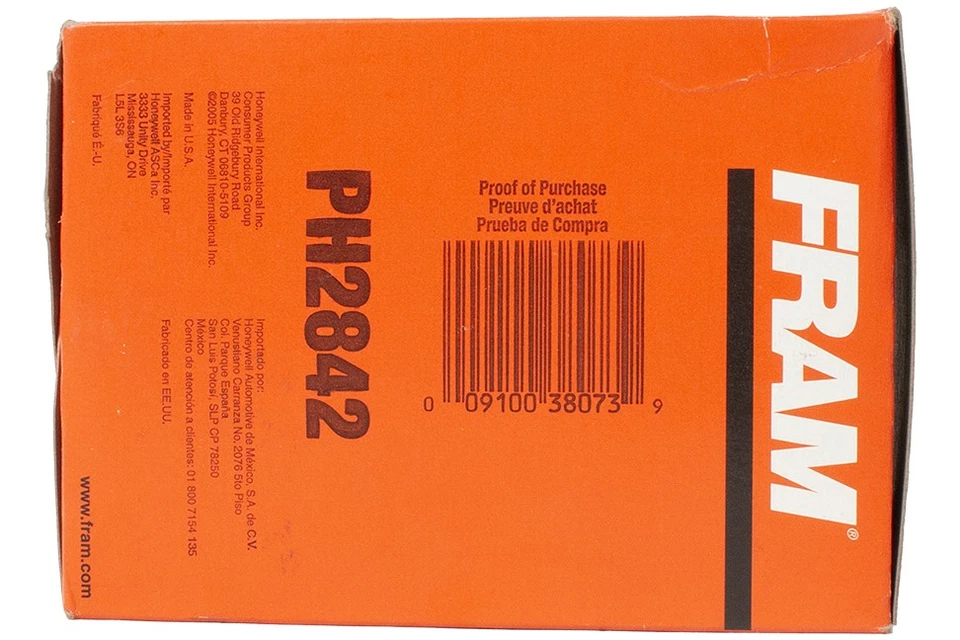 FRAM®
Proof of Purchase
Preuve d'achat
Prueba de Compra
0 09100 38073 9
PH2842
Honeywell International Inc.
Consumer Products Group
39 Old Ridgebury Road
Danbury, CT 06810-5109
©2005 Honeywell International Inc.
Made in U.S.A.
Imported by/Importé par
Honeywell ASCa Inc.
3333 Unity Drive
Mississauga, ON
L5L 3S6
Fabriqué É.-U.
Importado por:
Honeywell Automotive de México. S.A. de C.V.
Venustiano Carranza No. 2076 5to Piso
Col. Parque España
San Luis Potosí, SLP CP 78250
México
Centro de atención a clientes: 01 800 7154 135
Fabricado en EE.UU.
www.fram.com